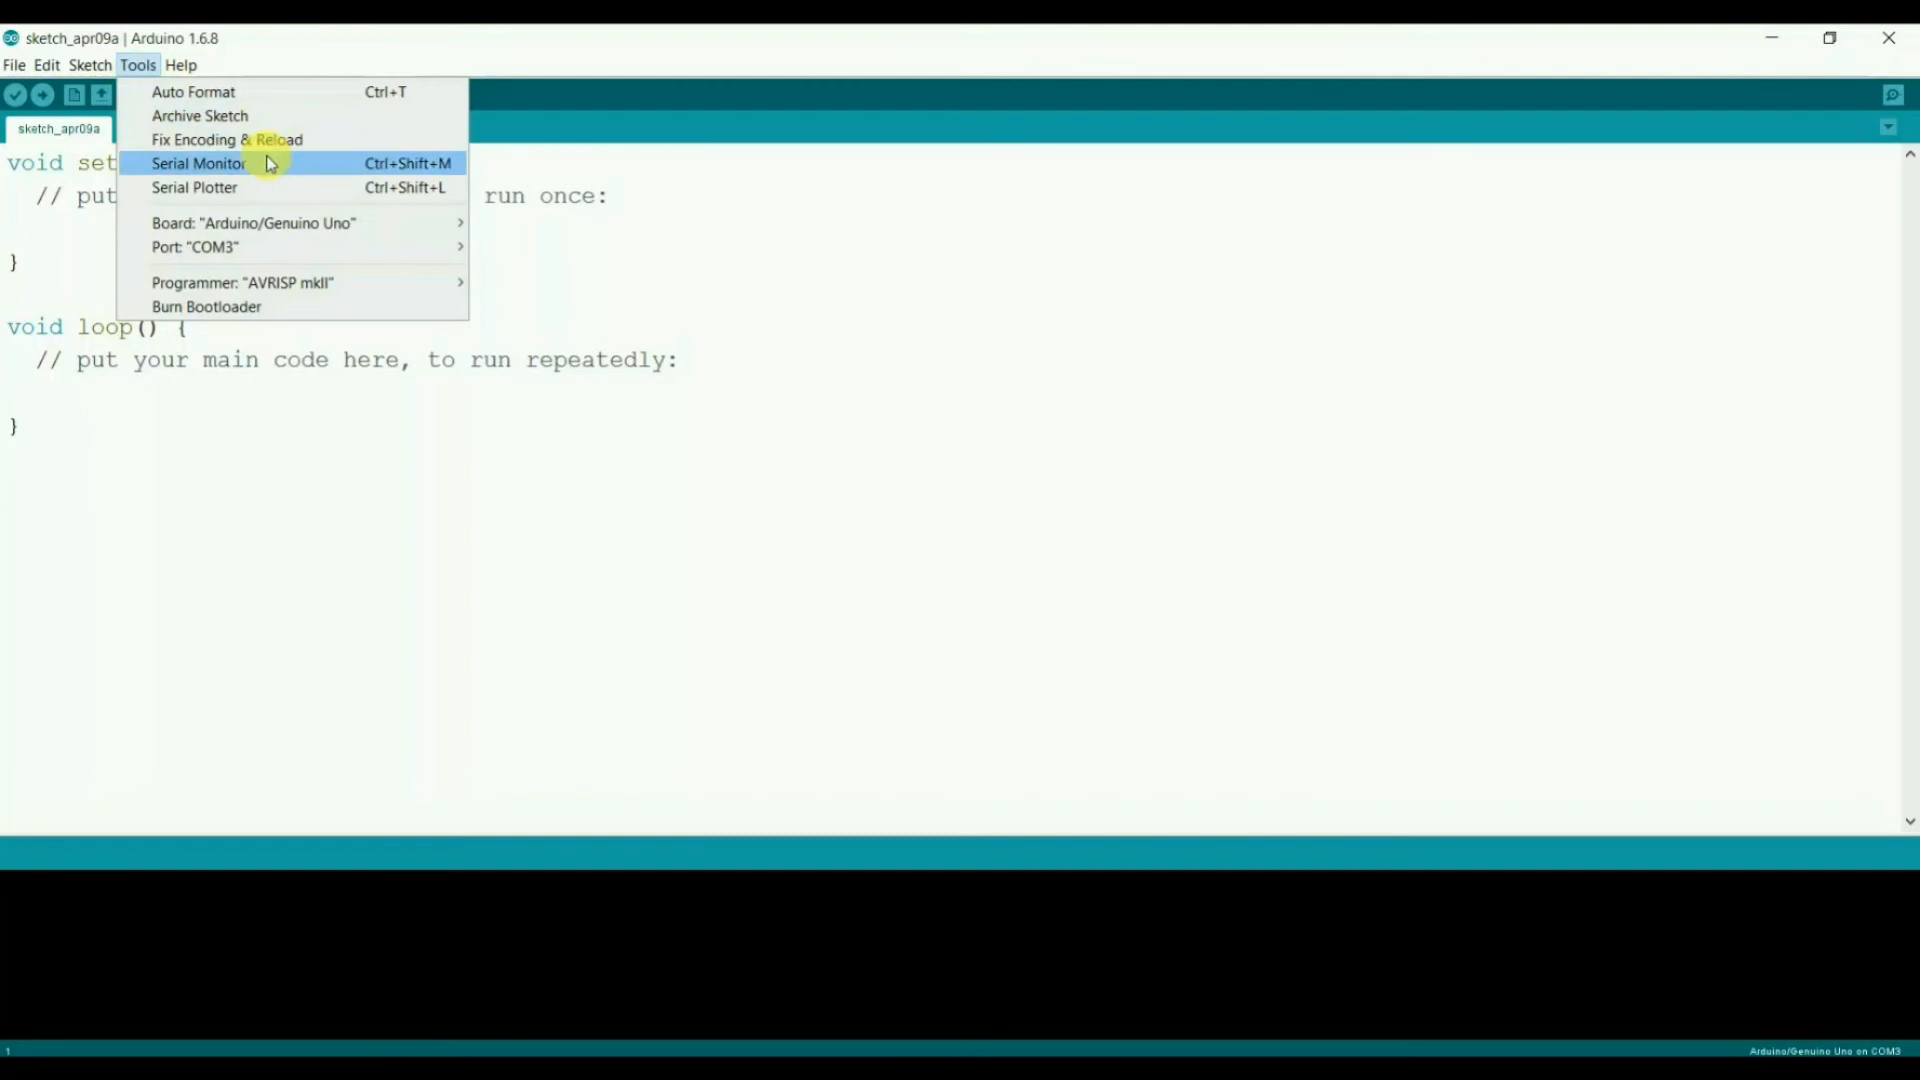 sketch_apr09a | Arduino 1.6.8
File Edit Sketch Tools Help
Auto Format Ctrl+T
Archive Sketch
sketch_apr09a
Fix Encoding & Reload
void set
Serial Monitor Ctrl+Shift+M
Serial Plotter Ctrl+Shift+L
// put run once:
Board: "Arduino/Genuino Uno"
Port: "COM3"
}
Programmer: "AVRISP mkII"
Burn Bootloader
void loop() {
// put your main code here, to run repeatedly:
}
1 Arduino/Genuino Uno on COM3